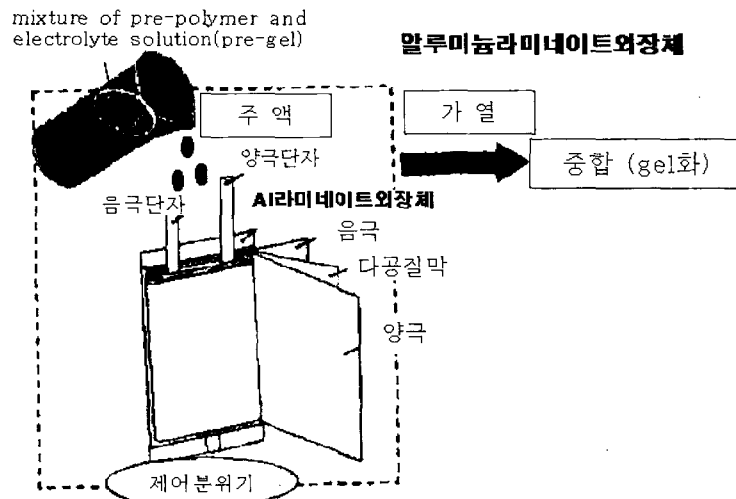 mixture of pre-polymer and
electrolyte solution(pre-gel)
알루미늄라미네이트외장체
주 액
가 열
중합 (gel화)
양극단자
음극단자
Al라미네이트외장체
음극
다공질막
양극
제어분위기